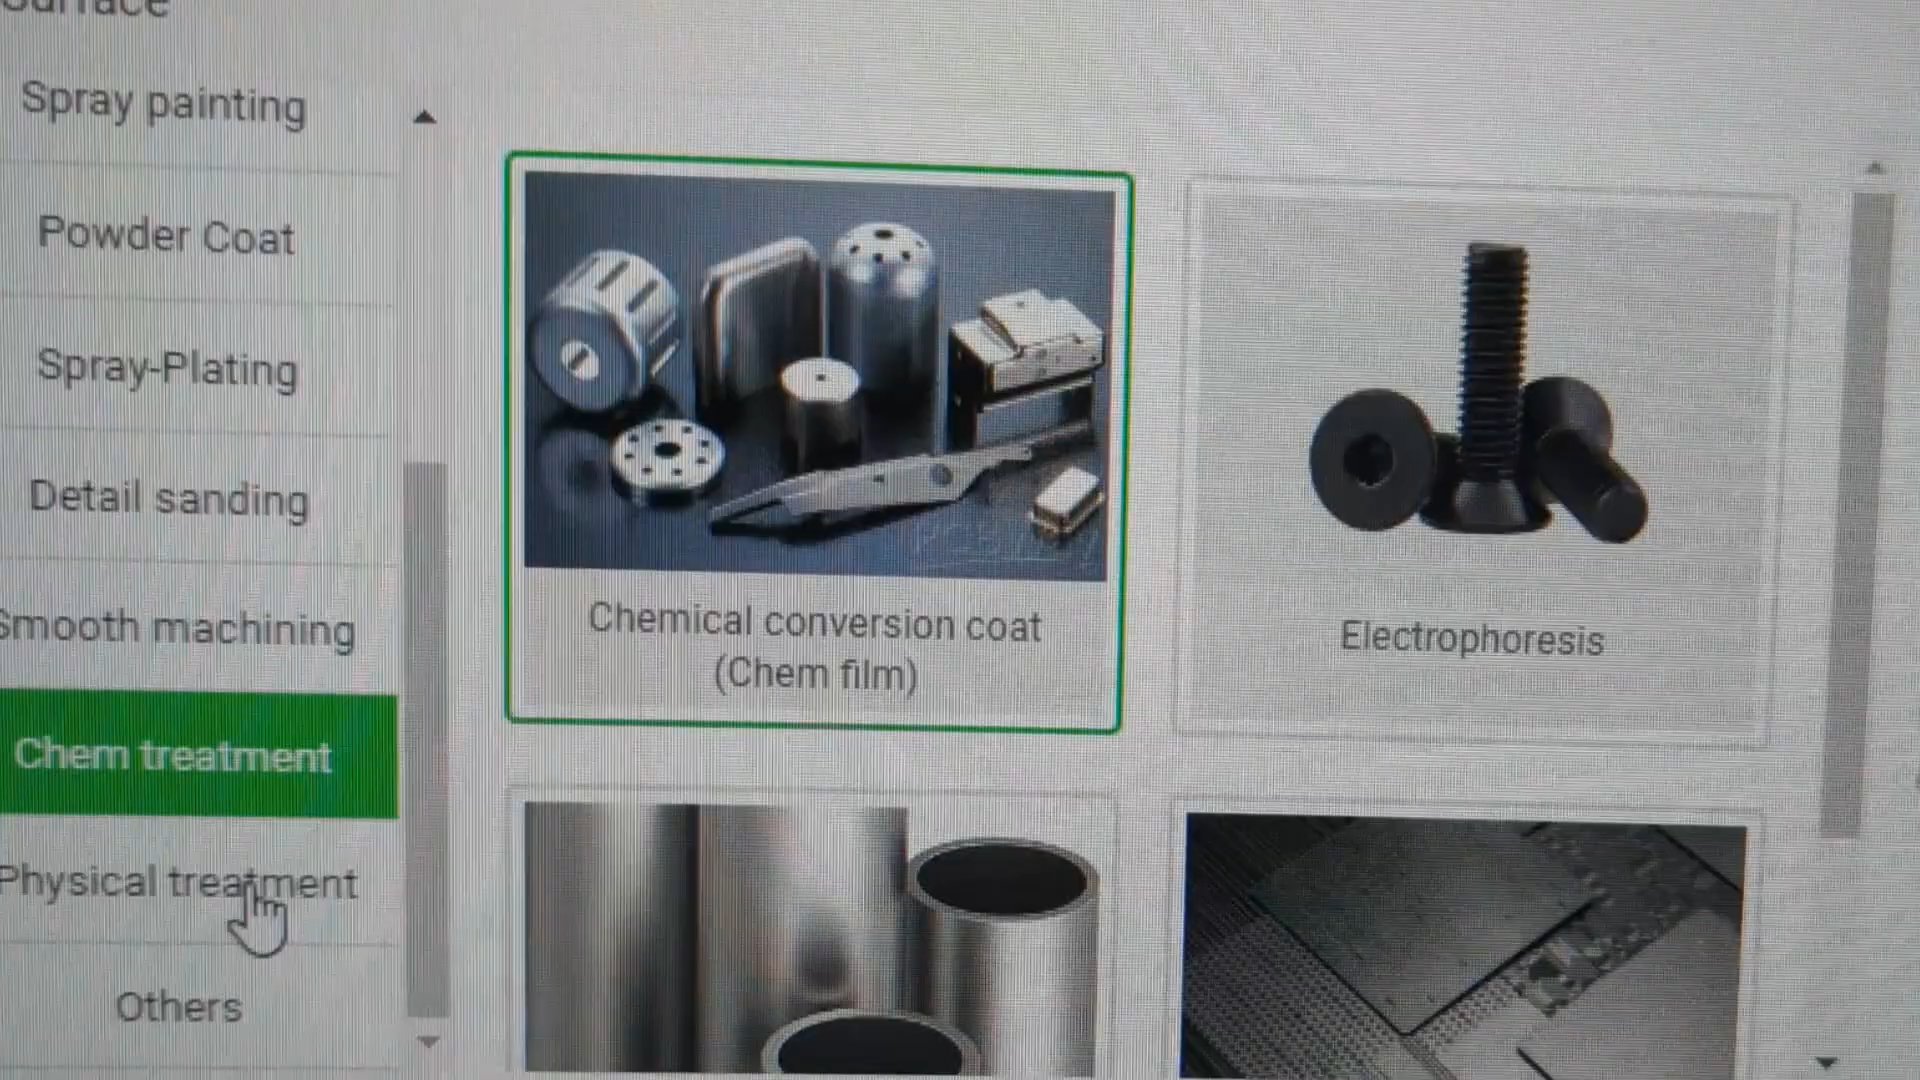 Surface
Spray painting
Powder Coat
Spray-Plating
Detail sanding
Smooth machining
Chem treatment
Physical treatment
Others
Chemical conversion coat
(Chem film)
Electrophoresis